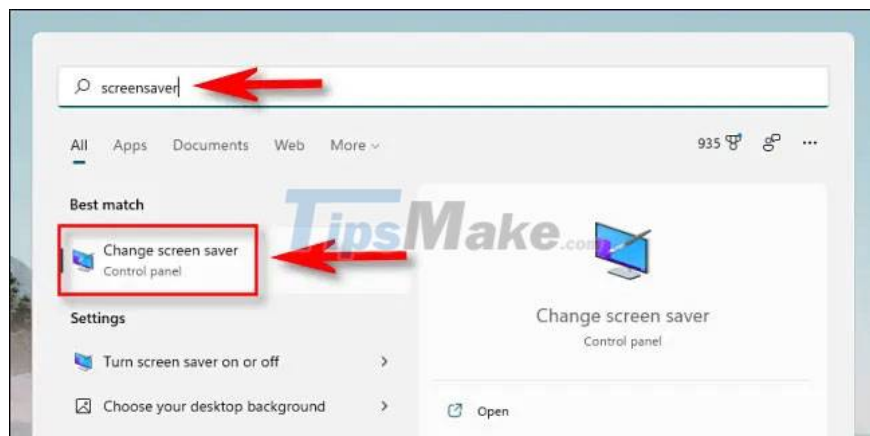 screensaver
All Apps Documents Web More
935
Best match
TipsMake.com
Change screen saver
Control panel
Change screen saver
Control panel
Settings
Turn screen saver on or off
Choose your desktop background
Open